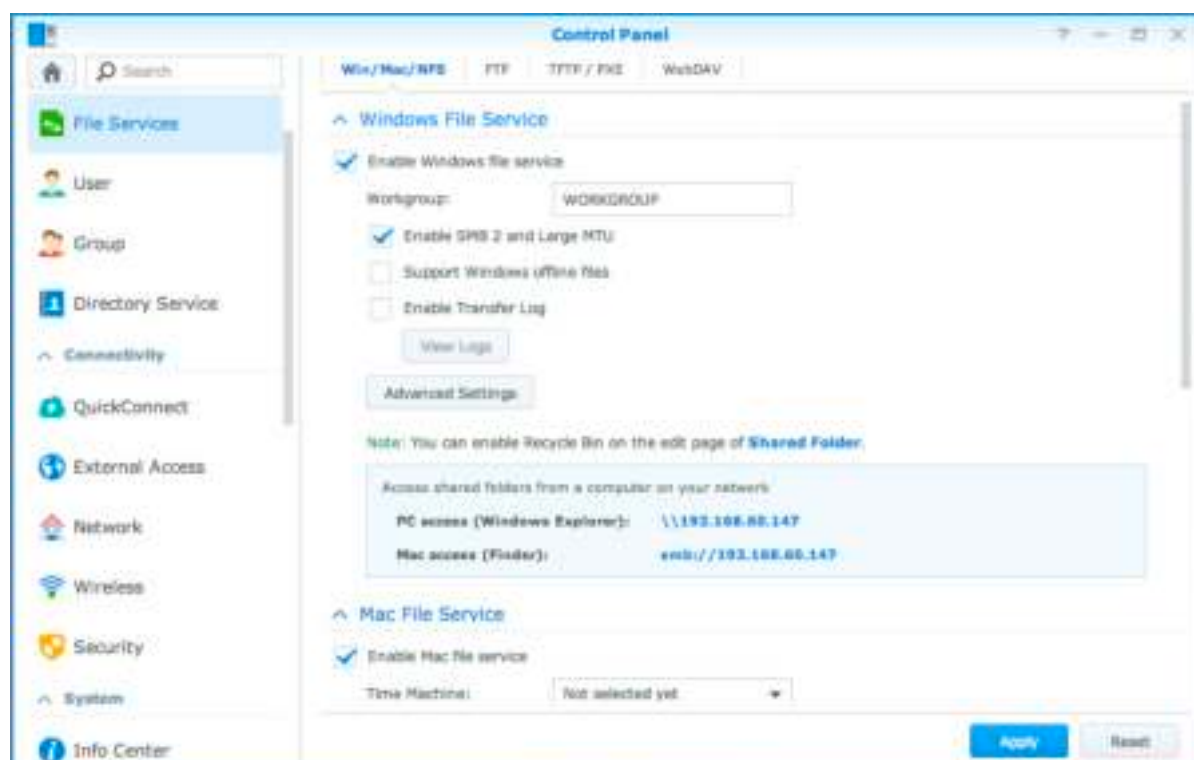 Control Panel
Search
File Services
User
Group
Directory Service
Connectivity
QuickConnect
External Access
Network
Wireless
Security
System
Info Center
Win/Mac/NFS FTP TFTP / PXE WebDAV
Windows File Service
Enable Windows file service
Workgroup: WORKGROUP
Enable SMB 2 and Large MTU
Support Windows offline files
Enable Transfer Log
View Logs
Advanced Settings
Note: You can enable Recycle Bin on the edit page of Shared Folder.
Access shared folders from a computer on your network
PC access (Windows Explorer): \\192.168.60.147
Mac access (Finder): smb://192.168.60.147
Mac File Service
Enable Mac file service
Time Machine: Not selected yet
Apply Reset